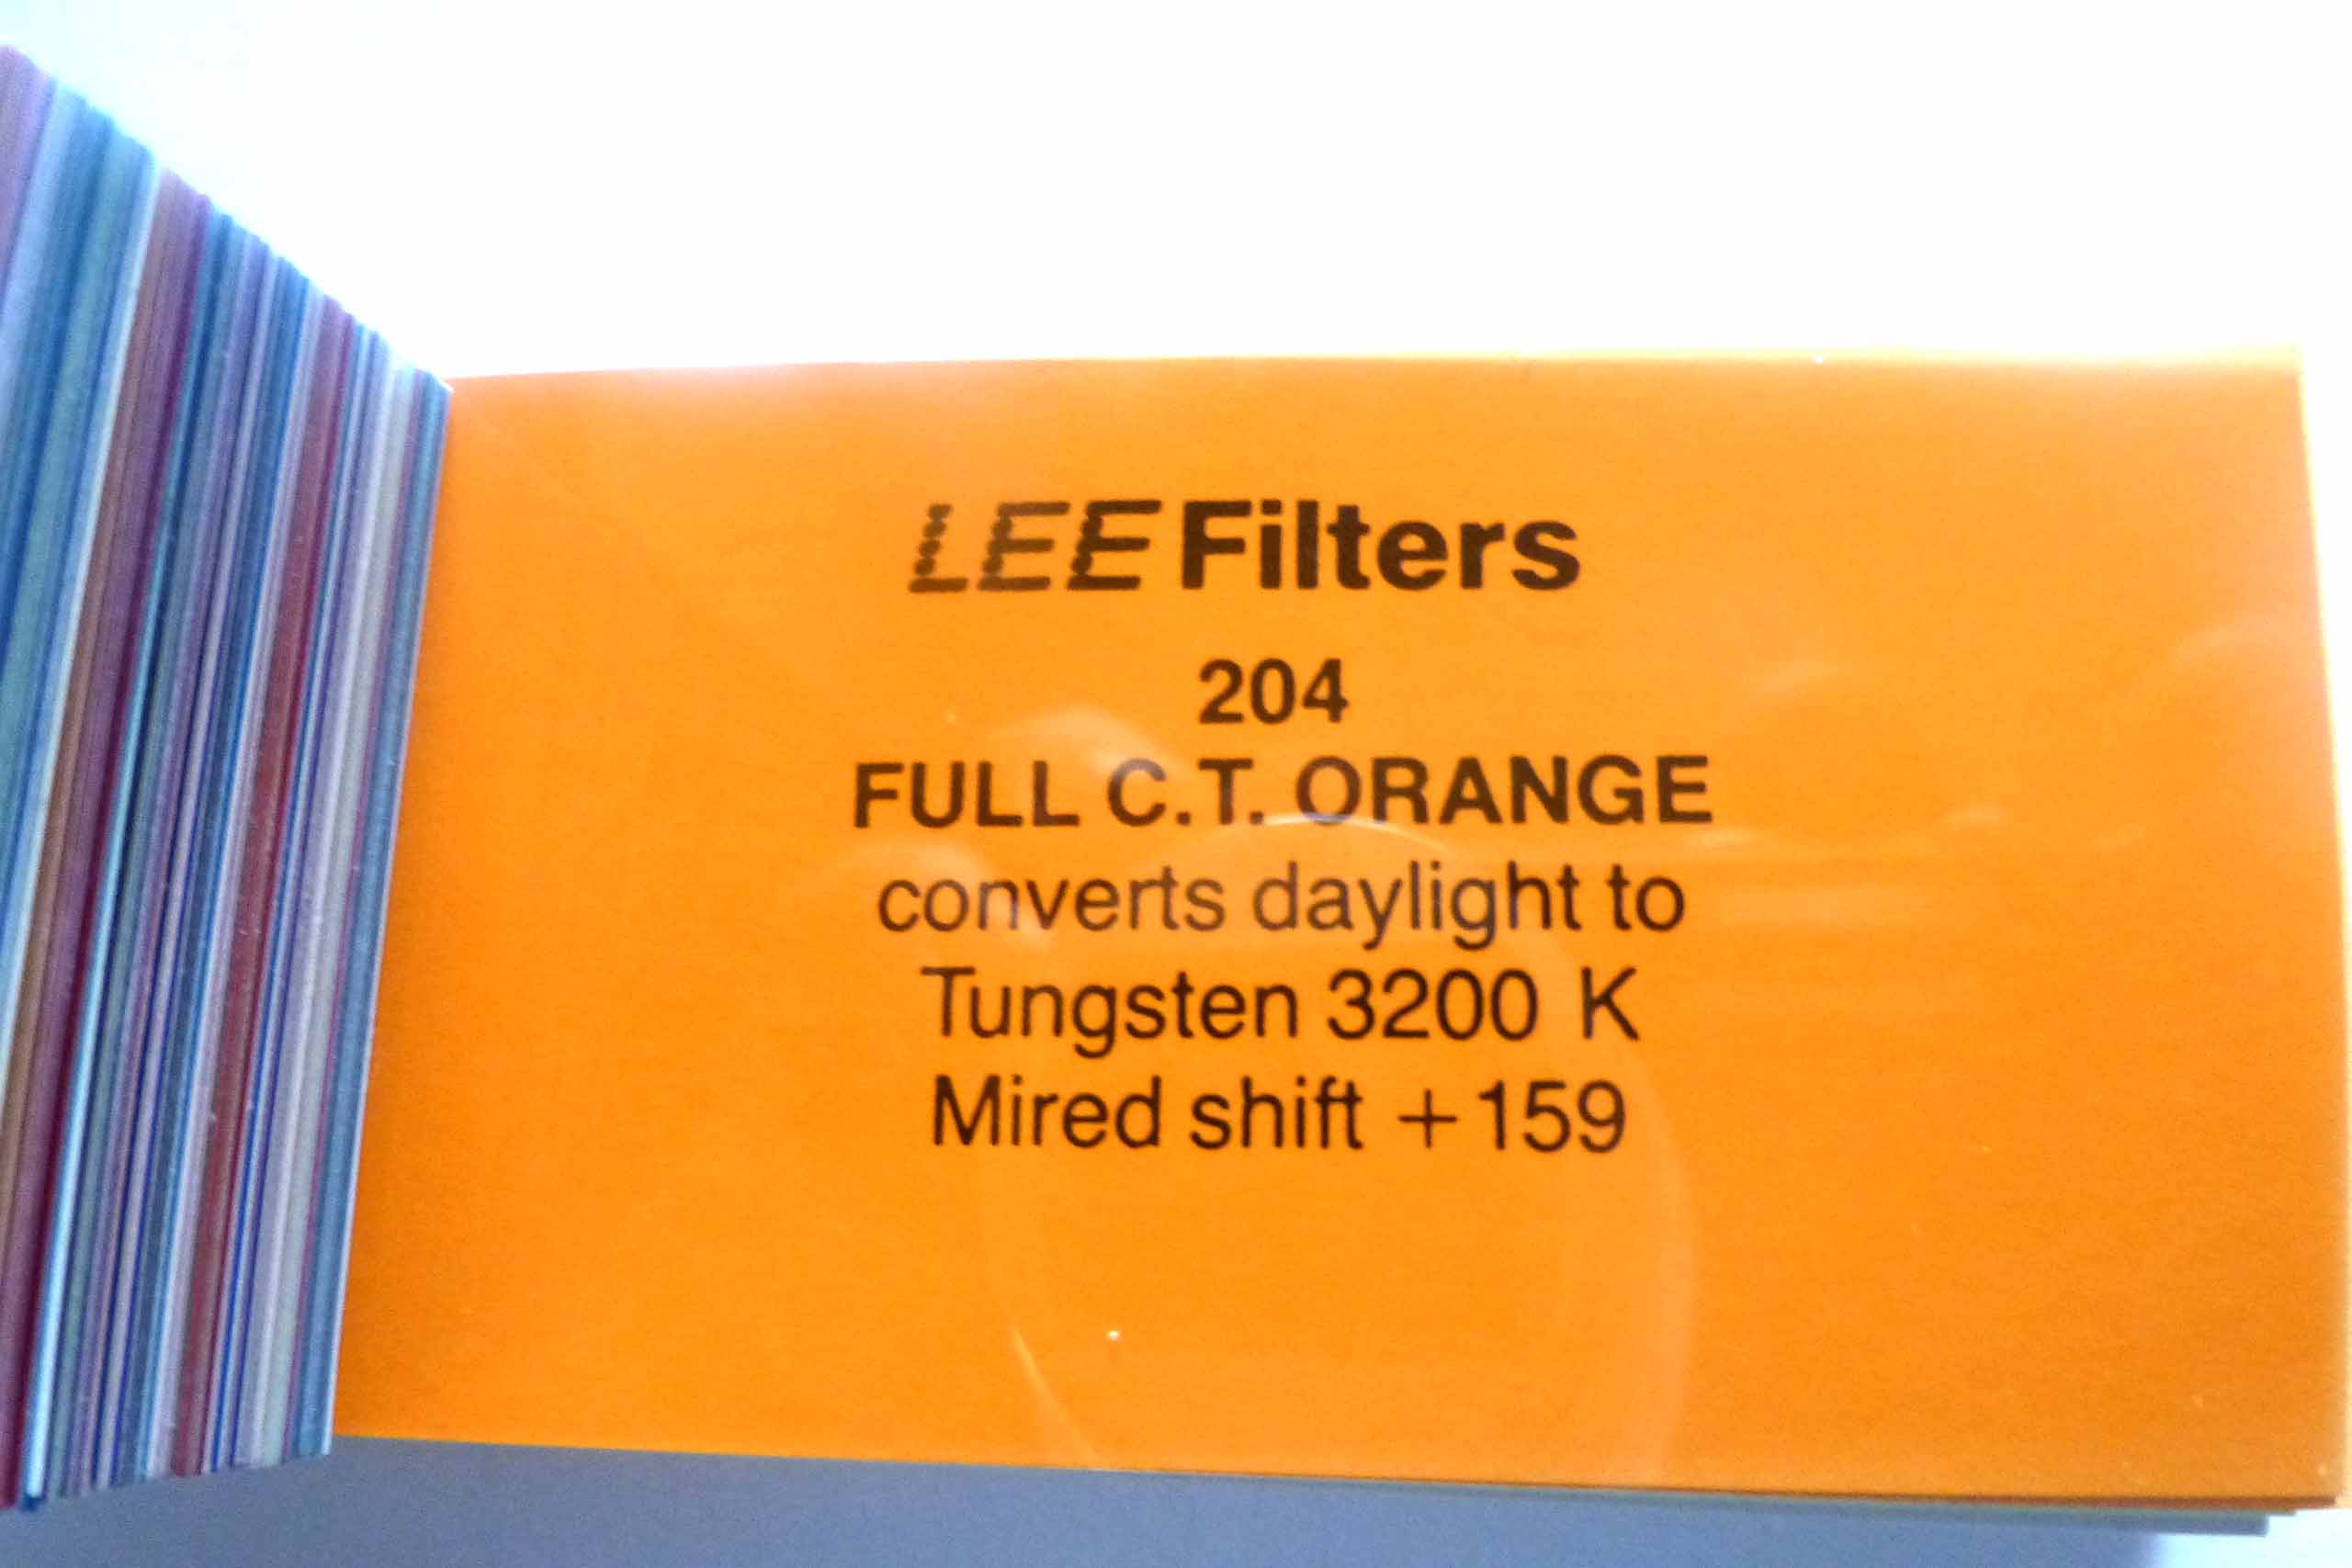 LEE Filters
204
FULL C.T. ORANGE
converts daylight to
Tungsten 3200 K
Mired shift +159